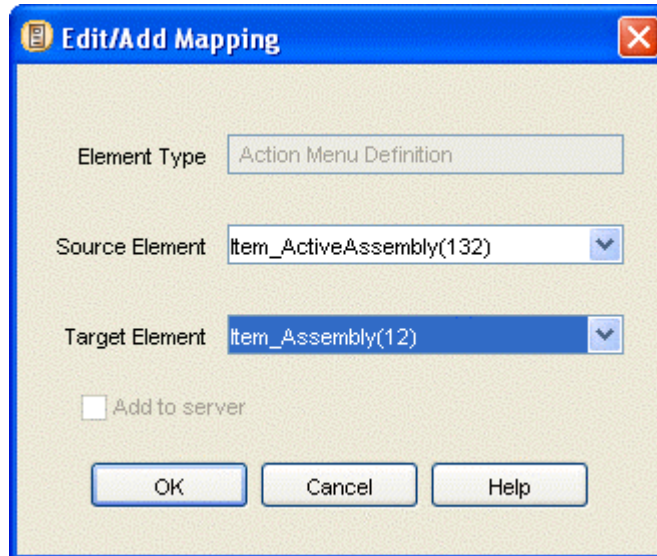 Edit/Add Mapping
Element Type Action Menu Definition
Source Element Item_ActiveAssembly(132)
Target Element Item_Assembly(12)
Add to server
OK Cancel Help